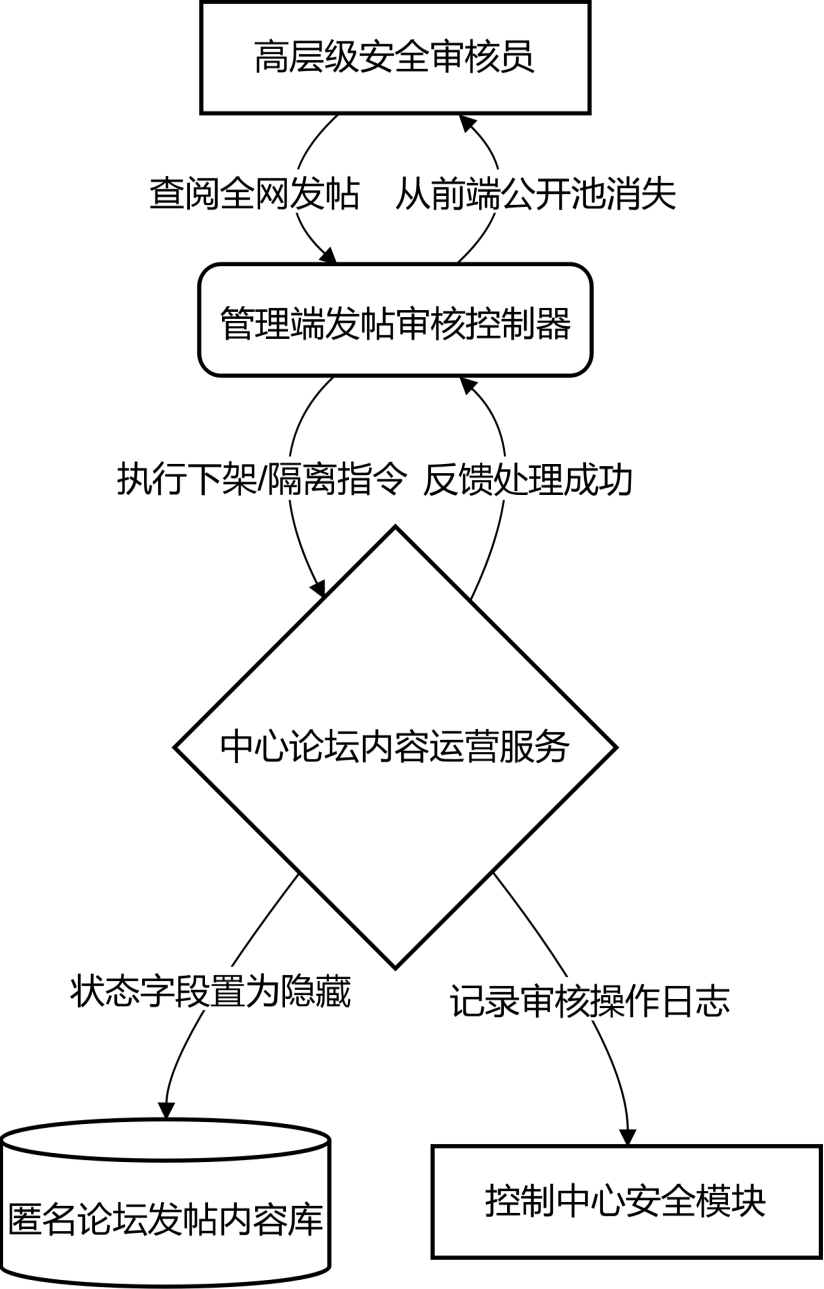 高层级安全审核员
查阅全网发帖
从前端公开池消失
管理端发帖审核控制器
执行下架/隔离指令
反馈处理成功
中心论坛内容运营服务
状态字段置为隐藏
记录审核操作日志
匿名论坛发帖内容库
控制中心安全模块